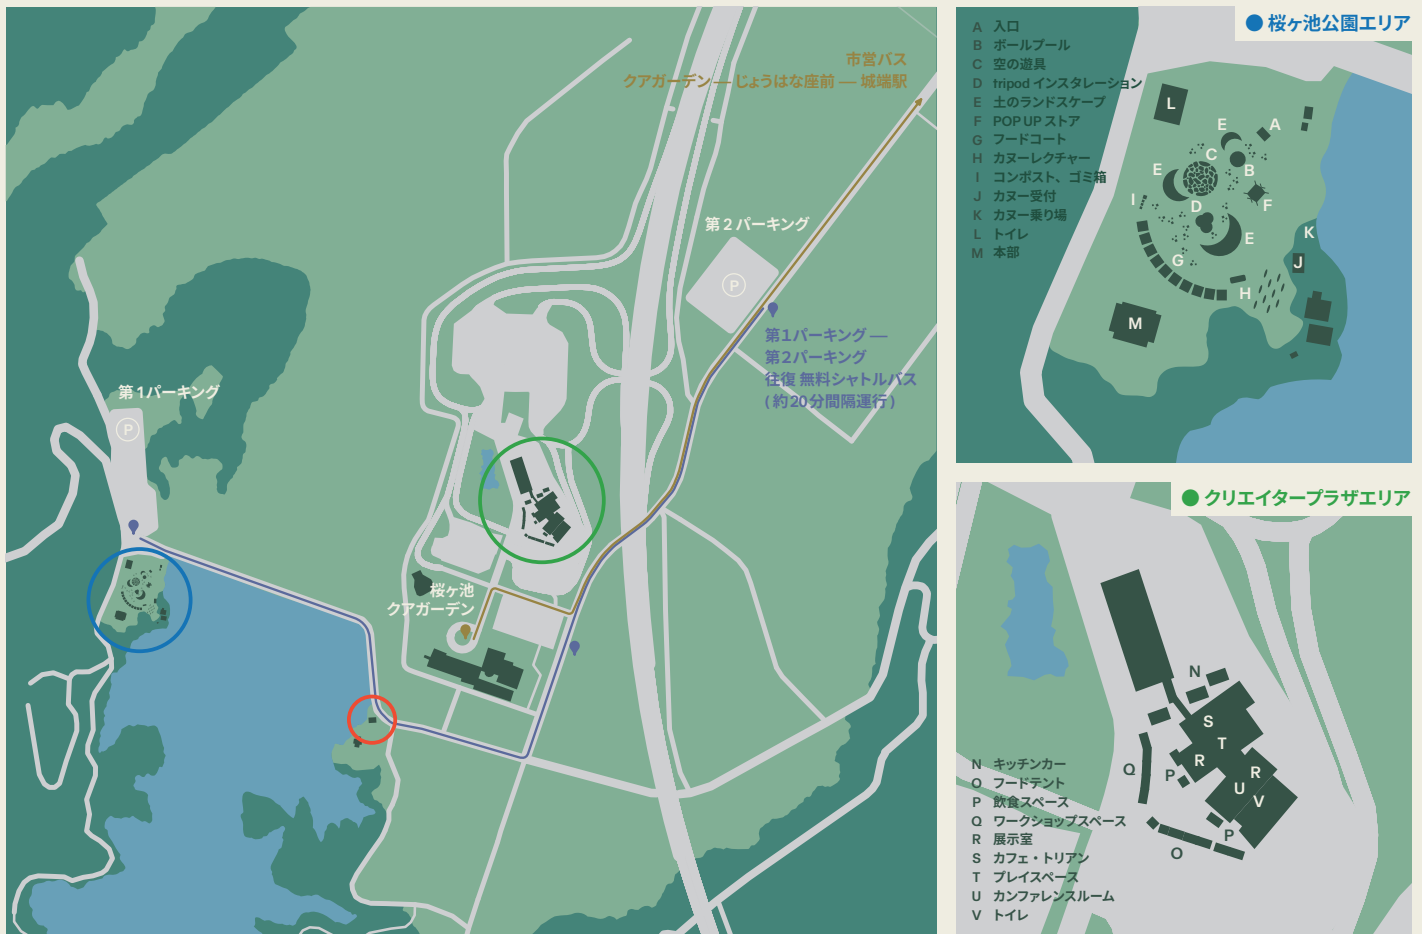 市営バス
クアガーデン — じょうはな座前 — 城端駅
第２パーキング
P
第１パーキング —
第２パーキング
往復 無料シャトルバス
( 約20分間隔運行 )
第１パーキング
P
桜ヶ池
クアガーデン
桜ヶ池公園エリア
A 入口
B ボールプール
C 空の遊具
D tripod インスタレーション
E 土のランドスケープ
F POP UP ストア
G フードコート
H カヌーレクチャー
I コンポスト、ゴミ箱
J カヌー受付
K カヌー乗り場
L トイレ
M 本部
L
E
A
C
B
E
I
D
F
E
K
G
J
H
M
クリエイタープラザエリア
N
S
T
R
R
Q
P
U
V
P
O
N キッチンカー
O フードテント
P 飲食スペース
Q ワークショップスペース
R 展示室
S カフェ・トリアン
T プレイスペース
U カンファレンスルーム
V トイレ